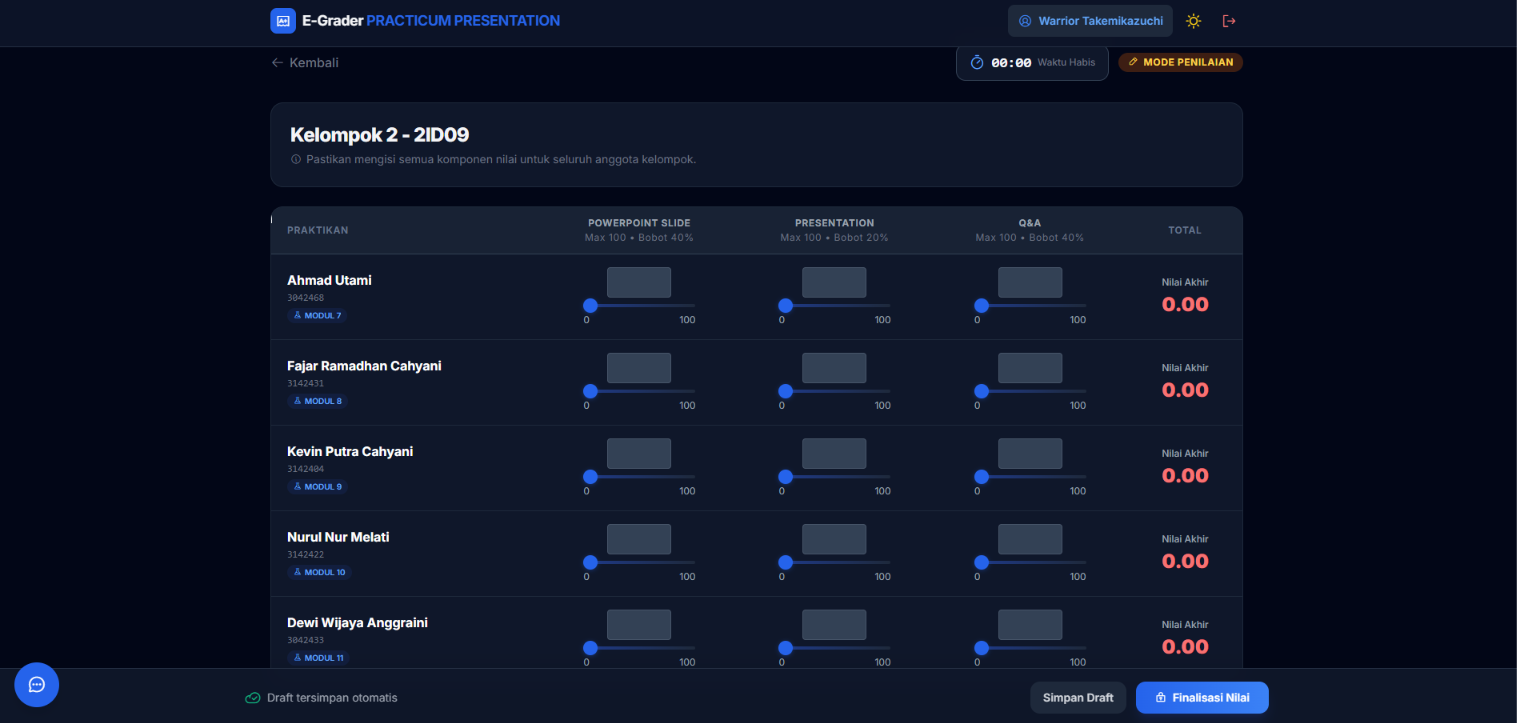 E-Grader PRACTICUM PRESENTATION
Warrior Takemikazuchi
Kembali
00:00 Waktu Habis
MODE PENILAIAN
Kelompok 2 - 2ID09
Pastikan mengisi semua komponen nilai untuk seluruh anggota kelompok.
PRAKTIKAN
POWERPOINT SLIDE
Max 100 • Bobot 40%
PRESENTATION
Max 100 • Bobot 20%
Q&A
Max 100 • Bobot 40%
TOTAL
Ahmad Utami
3042468
MODUL 7
0 100
0 100
0 100
Nilai Akhir
0.00
Fajar Ramadhan Cahyani
3142431
MODUL 8
0 100
0 100
0 100
Nilai Akhir
0.00
Kevin Putra Cahyani
3142404
MODUL 9
0 100
0 100
0 100
Nilai Akhir
0.00
Nurul Nur Melati
3142422
MODUL 10
0 100
0 100
0 100
Nilai Akhir
0.00
Dewi Wijaya Anggraini
3042433
MODUL 11
0 100
0 100
0 100
Nilai Akhir
0.00
Draft tersimpan otomatis
Simpan Draft
Finalisasi Nilai